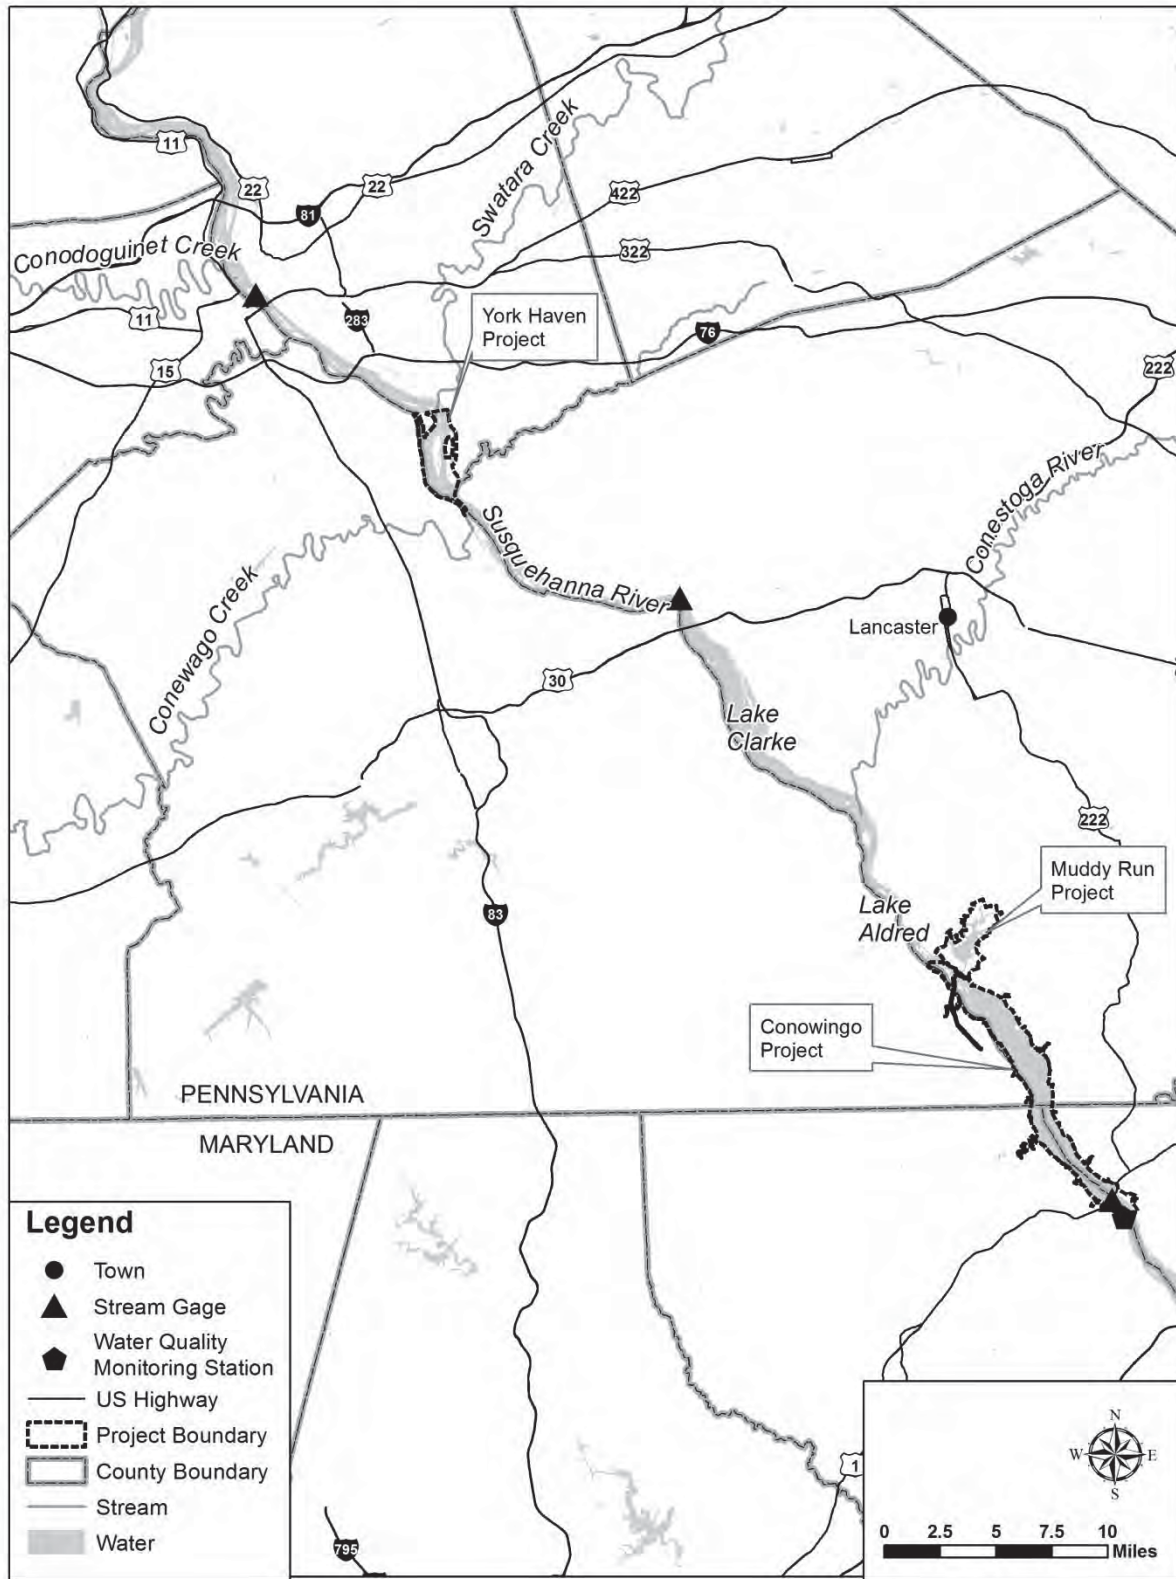 11
22
22
81
Swatara Creek
422
322
Conodoguinet Creek
11
283
York Haven
Project
76
15
222
Conestoga River
Susquehanna River
Conewago Creek
Lancaster
30
Lake
Clarke
222
Muddy Run
Project
Lake
Aldred
83
Conowingo
Project
PENNSYLVANIA
MARYLAND
Legend
Town
Stream Gage
Water Quality
Monitoring Station
US Highway
Project Boundary
County Boundary
Stream
Water
795
1
N
W E
S
0 2.5 5 7.5 10
Miles